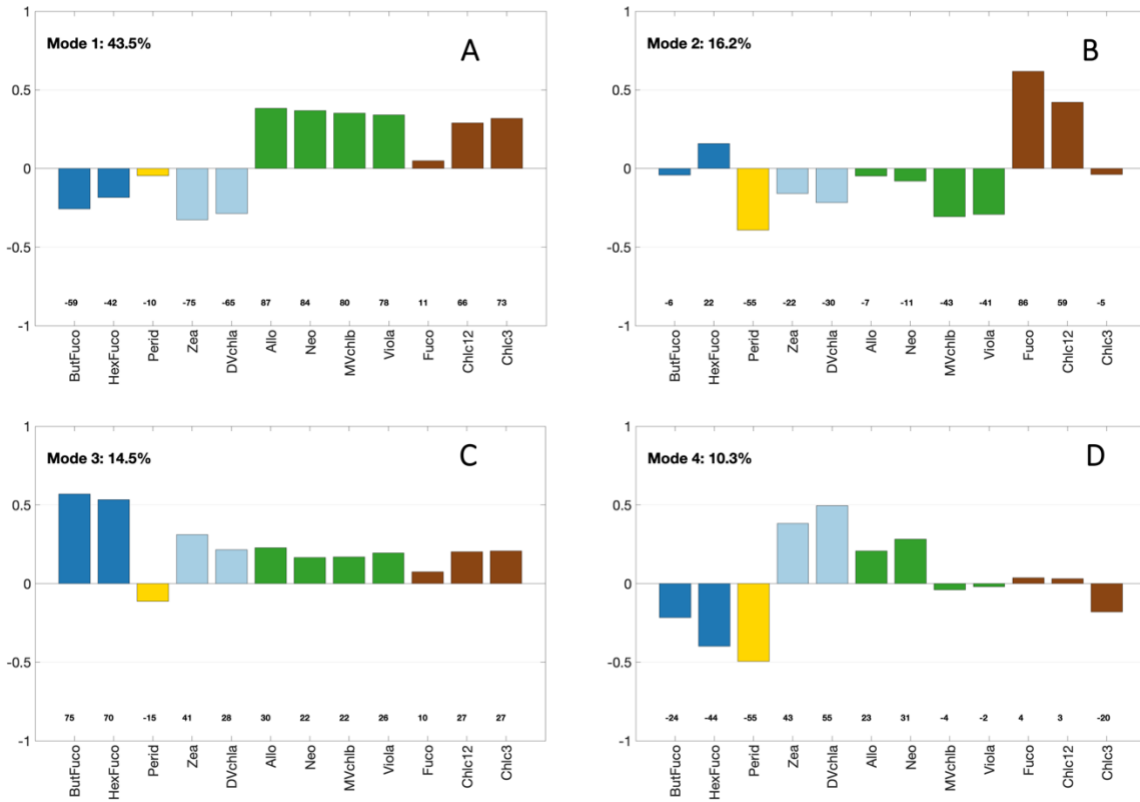 1
Mode 1: 43.5%
A
0.5
0
-0.5
-59 -42 -10 -75 -65 87 84 80 78 11 66 73
-1
ButFuco HexFuco Perid Zea DVchla Allo Neo MVchlb Viola Fuco Chlc12 Chlc3
1
Mode 2: 16.2%
B
0.5
0
-0.5
-6 22 -55 -22 -30 -7 -11 -43 -41 86 59 -5
-1
ButFuco HexFuco Perid Zea DVchla Allo Neo MVchlb Viola Fuco Chlc12 Chlc3
1
Mode 3: 14.5%
C
0.5
0
-0.5
75 70 -15 41 28 30 22 22 26 10 27 27
-1
ButFuco HexFuco Perid Zea DVchla Allo Neo MVchlb Viola Fuco Chlc12 Chlc3
1
Mode 4: 10.3%
D
0.5
0
-0.5
-24 -44 -55 43 55 23 31 -4 -2 4 3 -20
-1
ButFuco HexFuco Perid Zea DVchla Allo Neo MVchlb Viola Fuco Chlc12 Chlc3